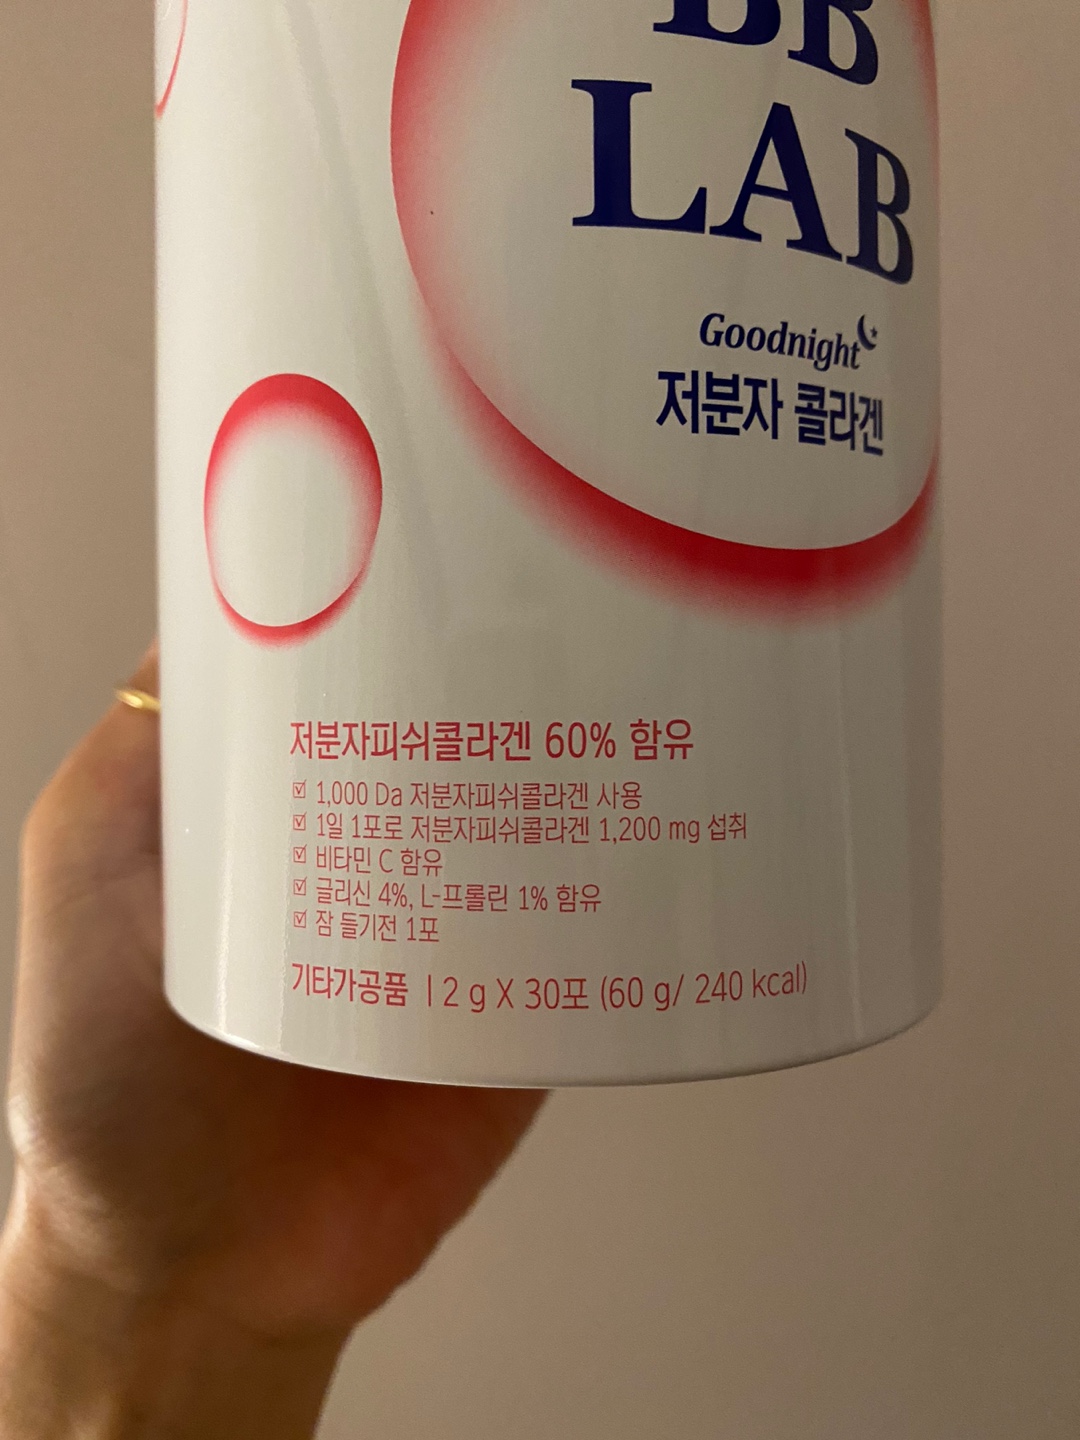 BB
LAB
Goodnight
저분자 콜라겐
저분자피쉬콜라겐 60% 함유
☑ 1,000 Da 저분자피쉬콜라겐 사용
☑ 1일 1포로 저분자피쉬콜라겐 1,200 mg 섭취
☑ 비타민 C 함유
☑ 글리신 4%, L-프롤린 1% 함유
☑ 잠 들기전 1포
기타가공품 | 2 g X 30포 (60 g/ 240 kcal)